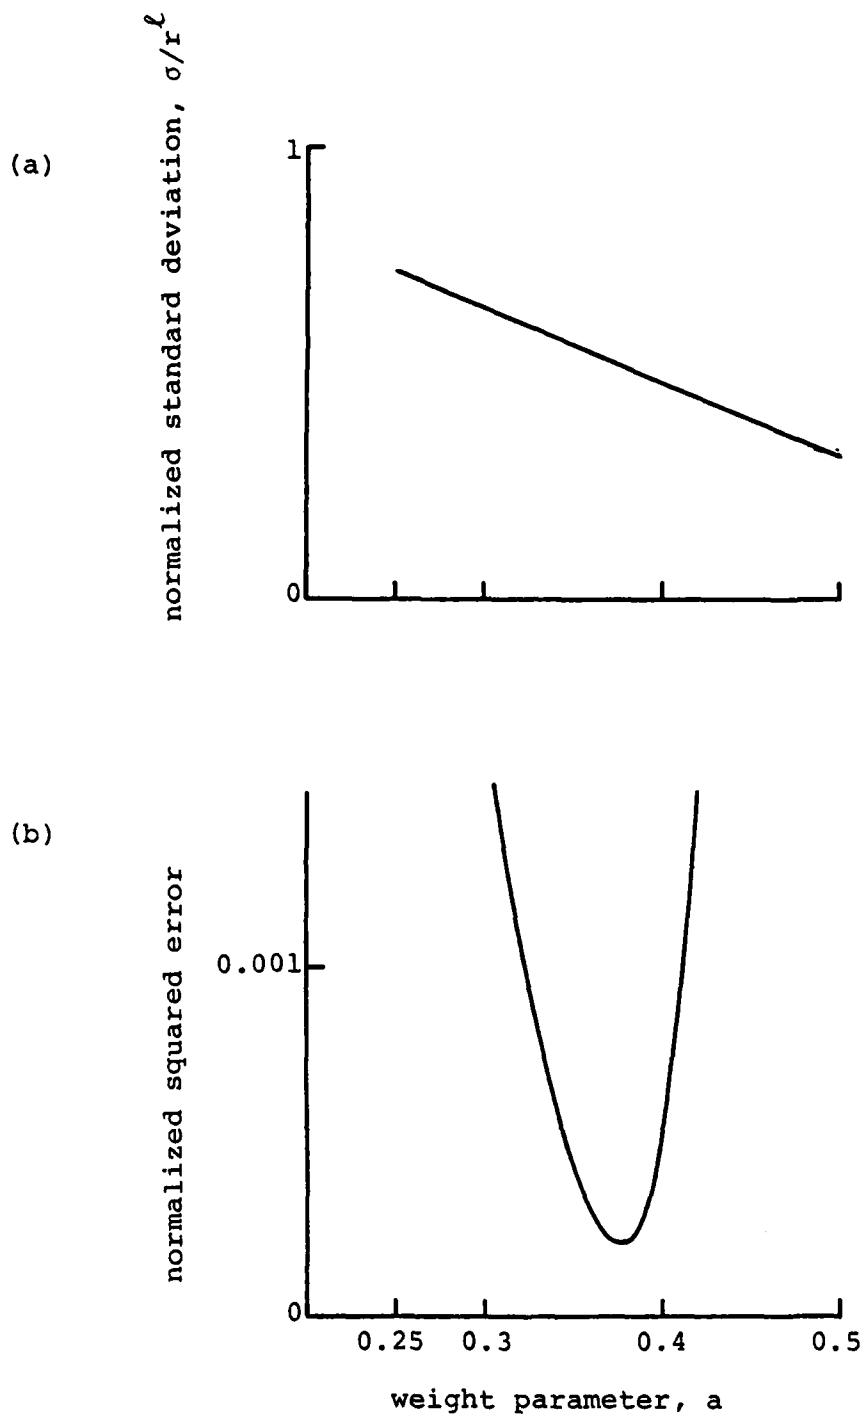 (a)
normalized standard deviation, σ/r^ℓ
1
0
(b)
normalized squared error
0.001
0
0.25 0.3 0.4 0.5
weight parameter, a